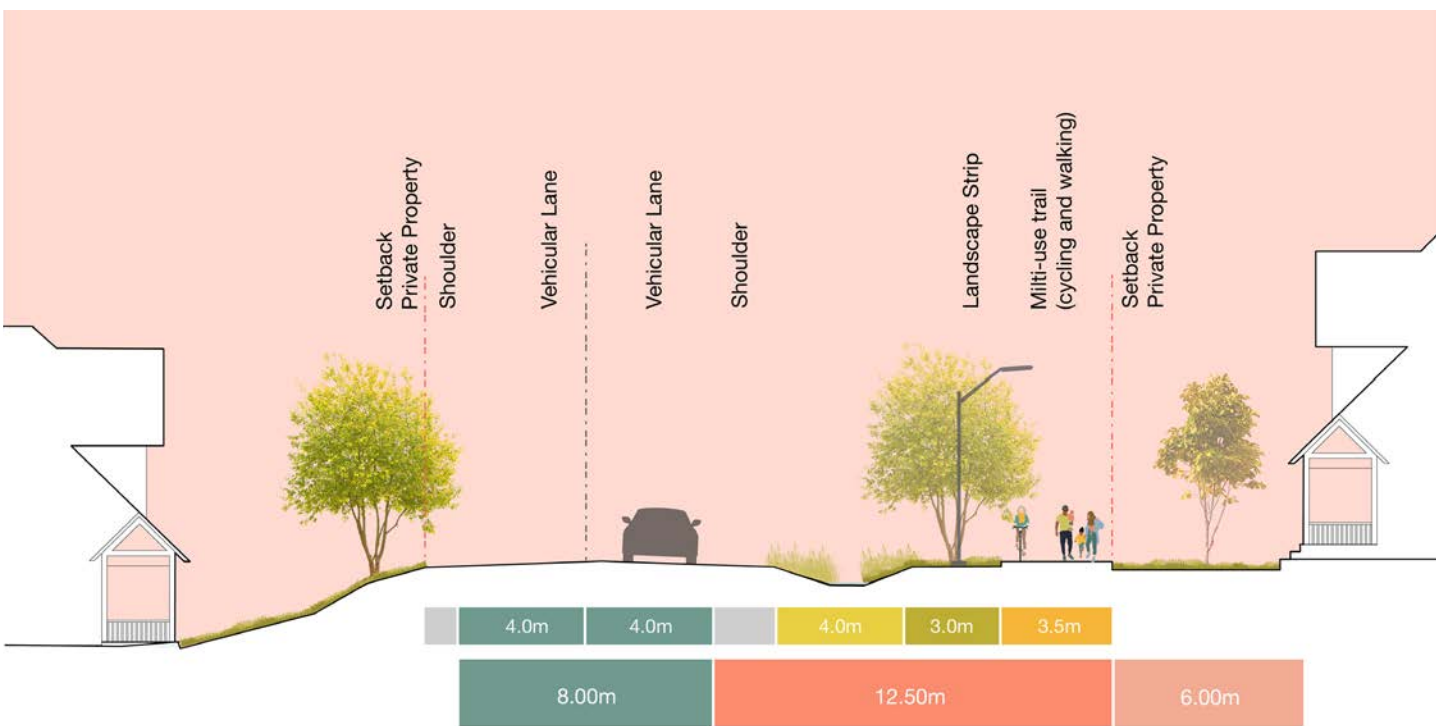 Setback
Private Property
Shoulder
Vehicular Lane
Vehicular Lane
Shoulder
Landscape Strip
Milti-use trail
(cycling and walking)
Setback
Private Property
4.0m
4.0m
4.0m
3.0m
3.5m
8.00m
12.50m
6.00m